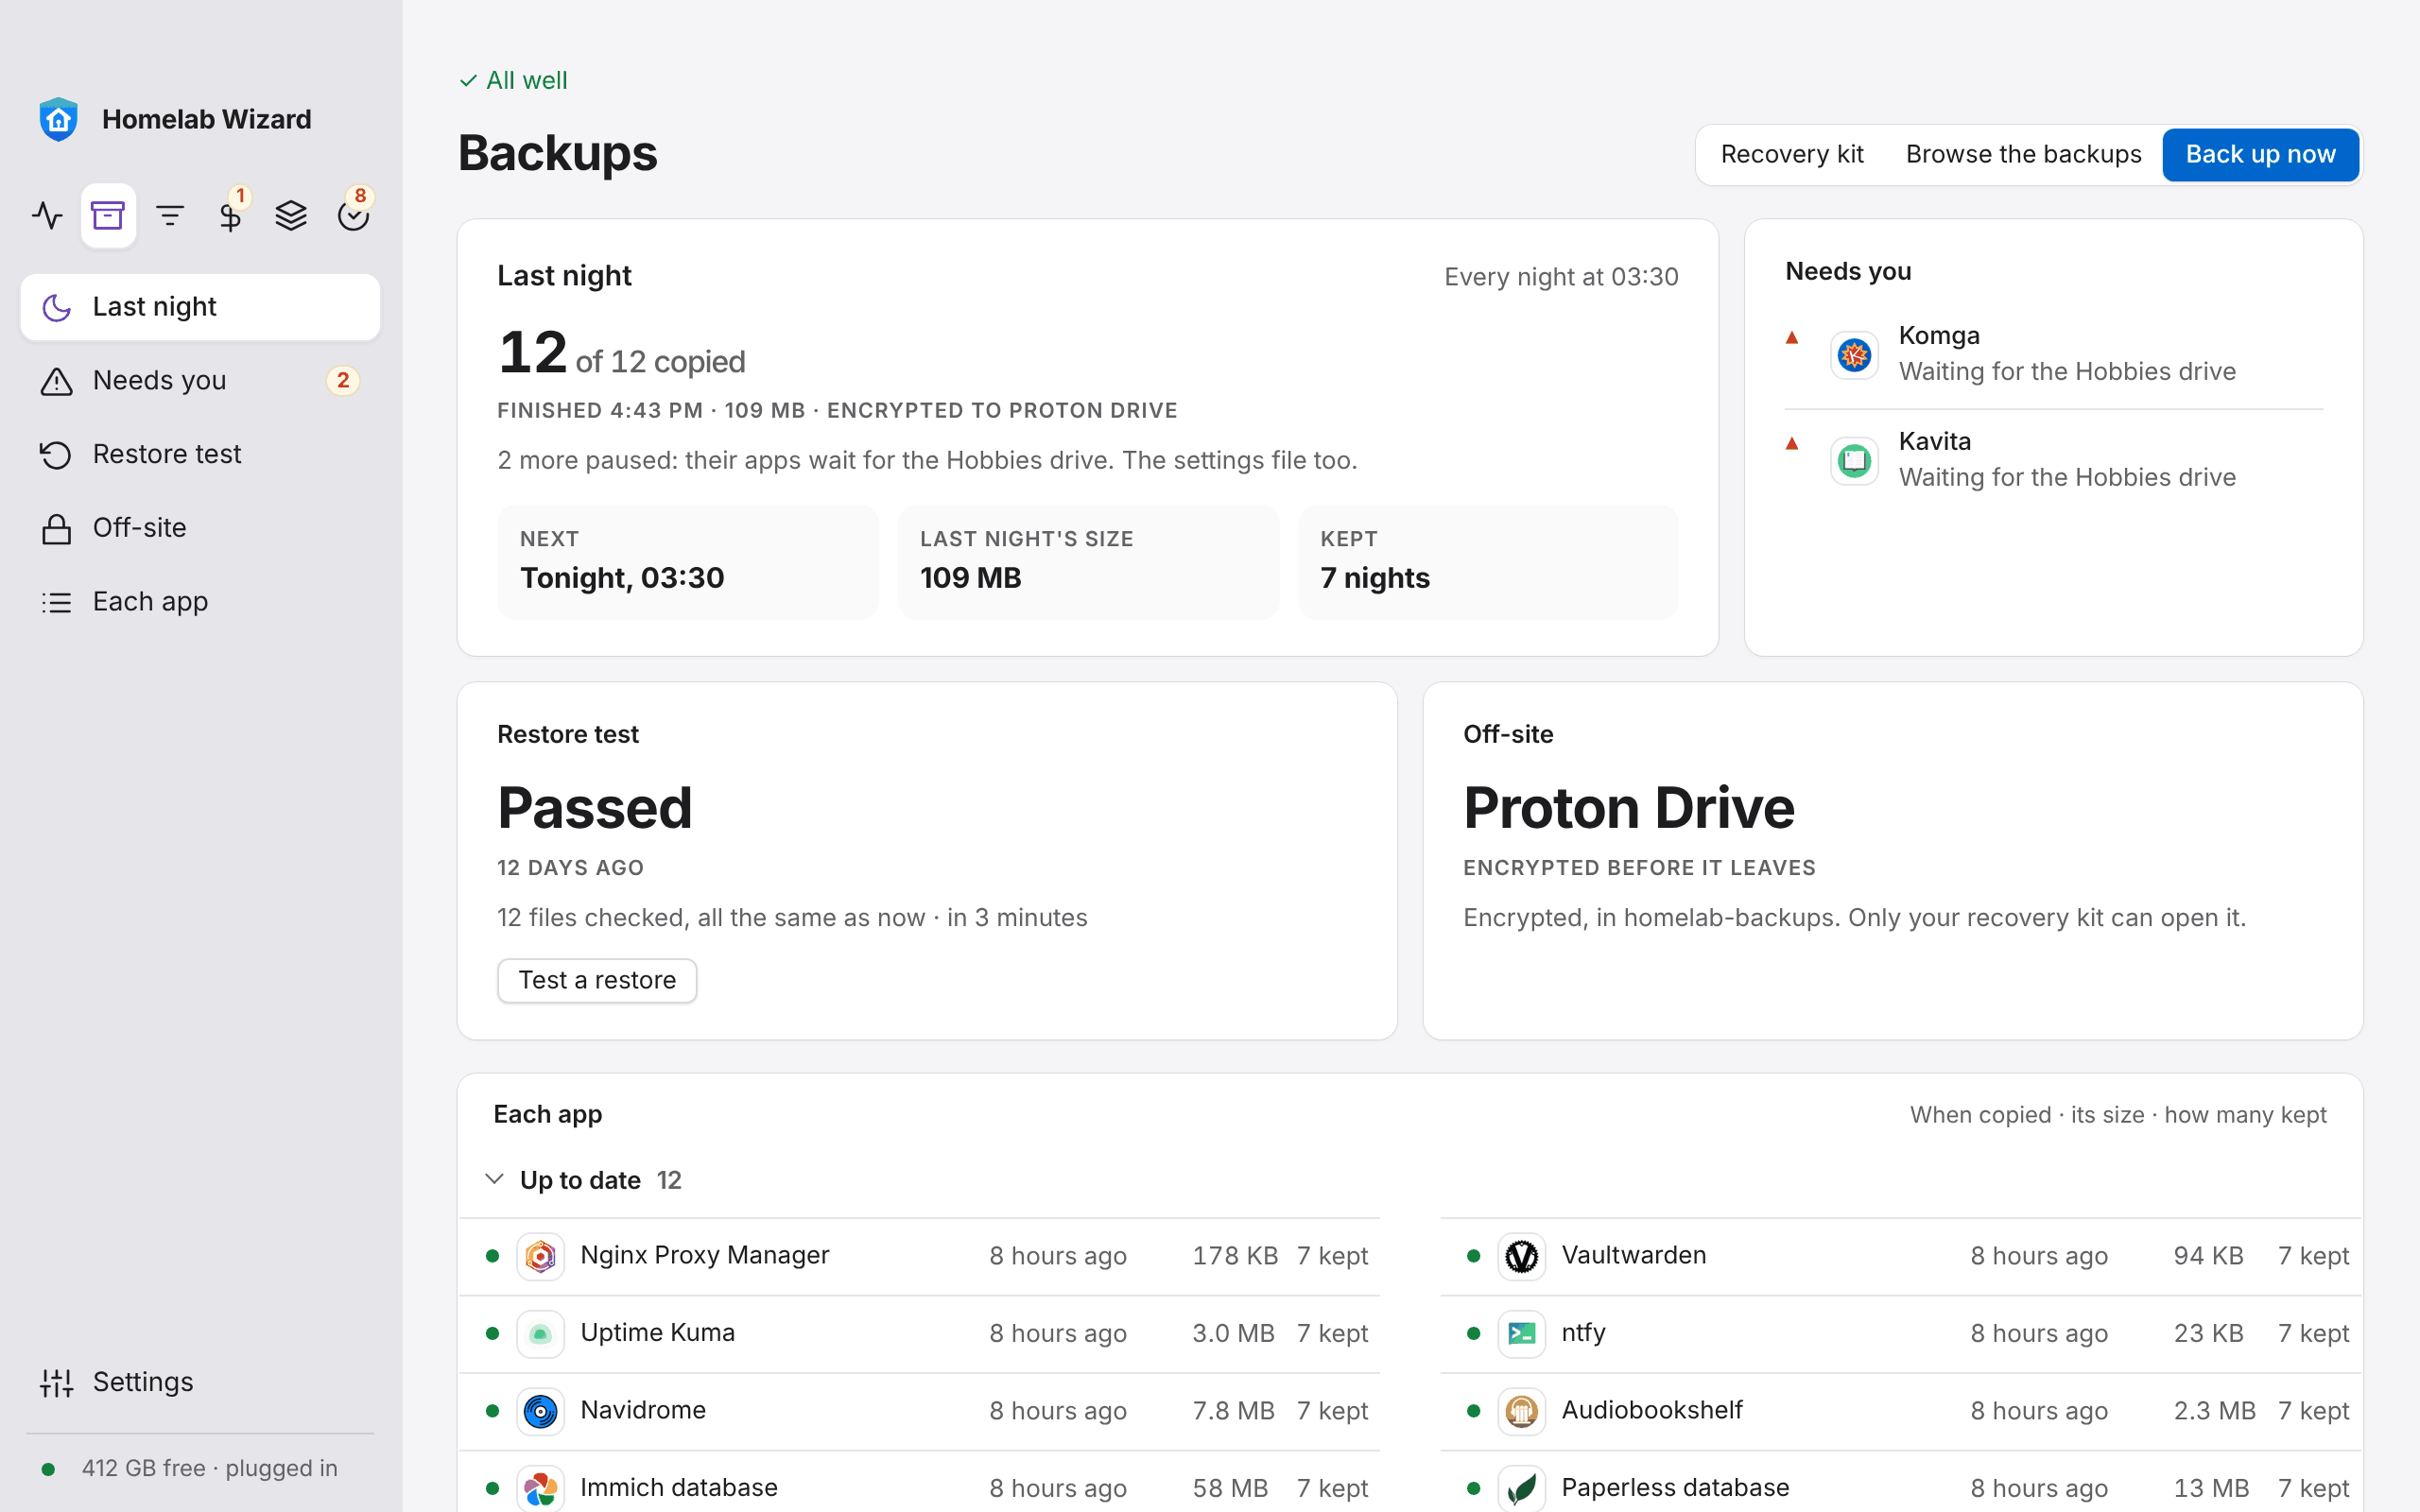 Homelab Wizard
1
8
Last night
Needs you
2
Restore test
Off-site
Each app
Settings
412 GB free · plugged in
All well
Backups
Recovery kit
Browse the backups
Back up now
Last night
Every night at 03:30
12 of 12 copied
FINISHED 4:43 PM · 109 MB · ENCRYPTED TO PROTON DRIVE
2 more paused: their apps wait for the Hobbies drive. The settings file too.
NEXT
Tonight, 03:30
LAST NIGHT'S SIZE
109 MB
KEPT
7 nights
Needs you
Komga
Waiting for the Hobbies drive
Kavita
Waiting for the Hobbies drive
Restore test
Passed
12 DAYS AGO
12 files checked, all the same as now · in 3 minutes
Test a restore
Off-site
Proton Drive
ENCRYPTED BEFORE IT LEAVES
Encrypted, in homelab-backups. Only your recovery kit can open it.
Each app
When copied · its size · how many kept
Up to date 12
Nginx Proxy Manager 8 hours ago 178 KB 7 kept
Vaultwarden 8 hours ago 94 KB 7 kept
Uptime Kuma 8 hours ago 3.0 MB 7 kept
ntfy 8 hours ago 23 KB 7 kept
Navidrome 8 hours ago 7.8 MB 7 kept
Audiobookshelf 8 hours ago 2.3 MB 7 kept
Immich database 8 hours ago 58 MB 7 kept
Paperless database 8 hours ago 13 MB 7 kept